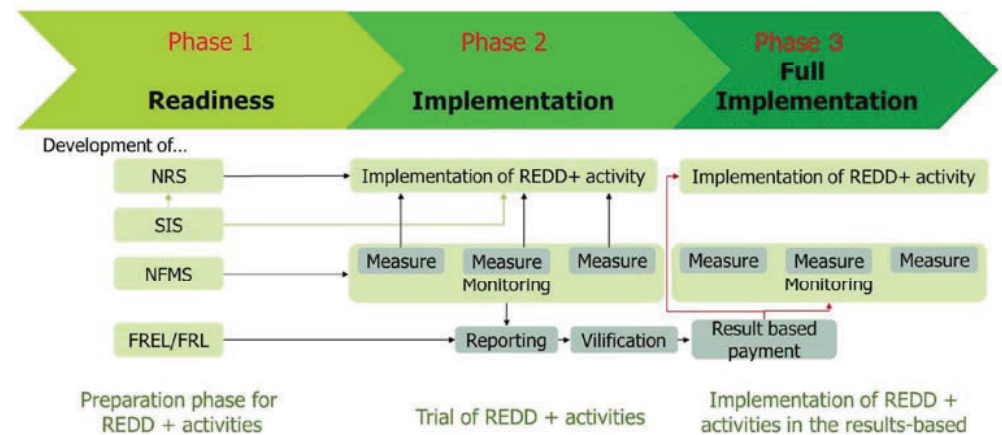 Phase 1
Readiness
Phase 2
Implementation
Phase 3
Full
Implementation
Development of...
NRS
Implementation of REDD+ activity
Implementation of REDD+ activity
SIS
NFMS
Measure
Measure
Measure
Monitoring
Measure
Measure
Measure
Monitoring
FREL/FRL
Reporting
Vilification
Result based
payment
Preparation phase for
REDD + activities
Trial of REDD + activities
Implementation of REDD +
activities in the results-based